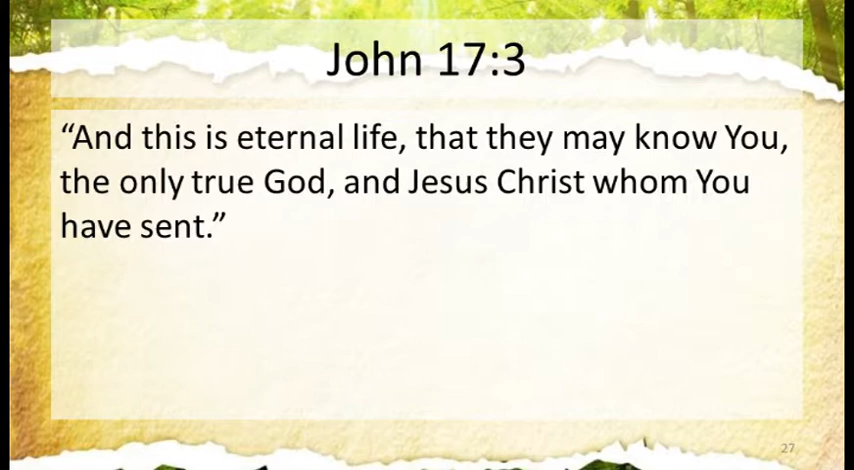 John 17:3
“And this is eternal life, that they may know You,
the only true God, and Jesus Christ whom You
have sent.”
27